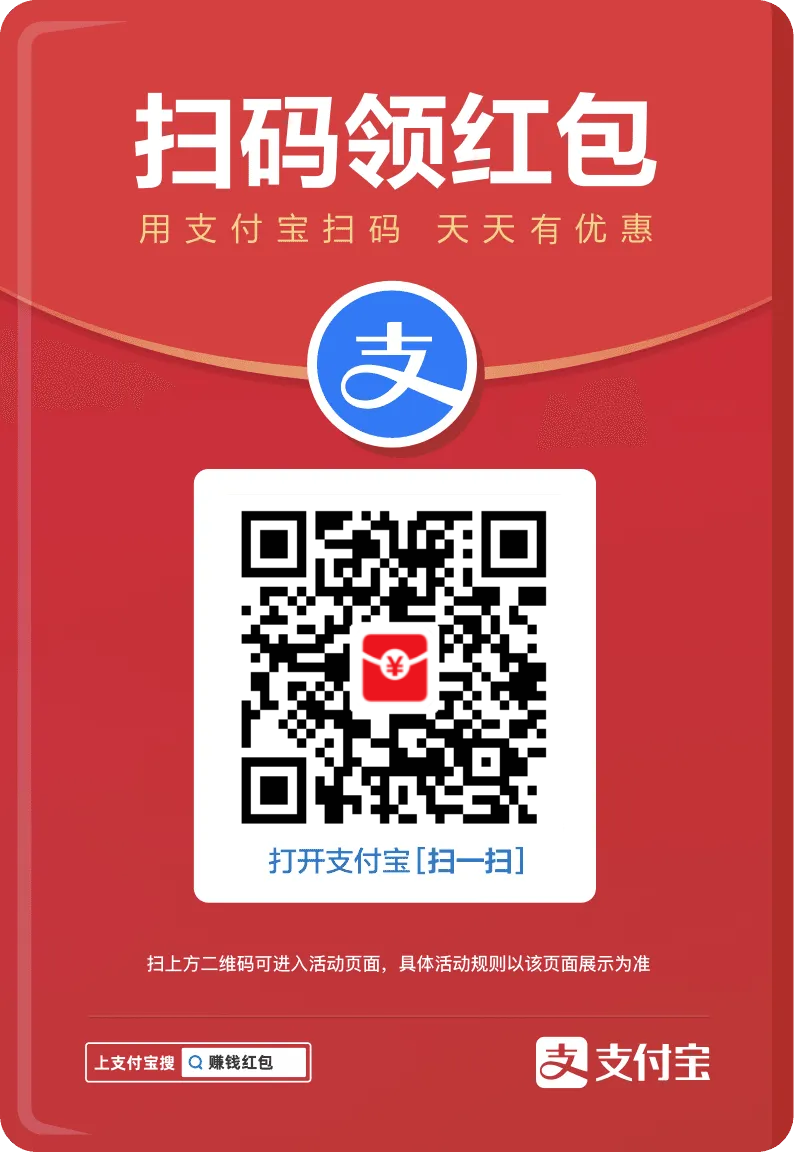 扫码领红包
用支付宝扫码 天天有优惠
支
¥
打开支付宝[扫一扫]
扫上方二维码可进入活动页面，具体活动规则以该页面展示为准
上支付宝搜 赚钱红包
支 支付宝